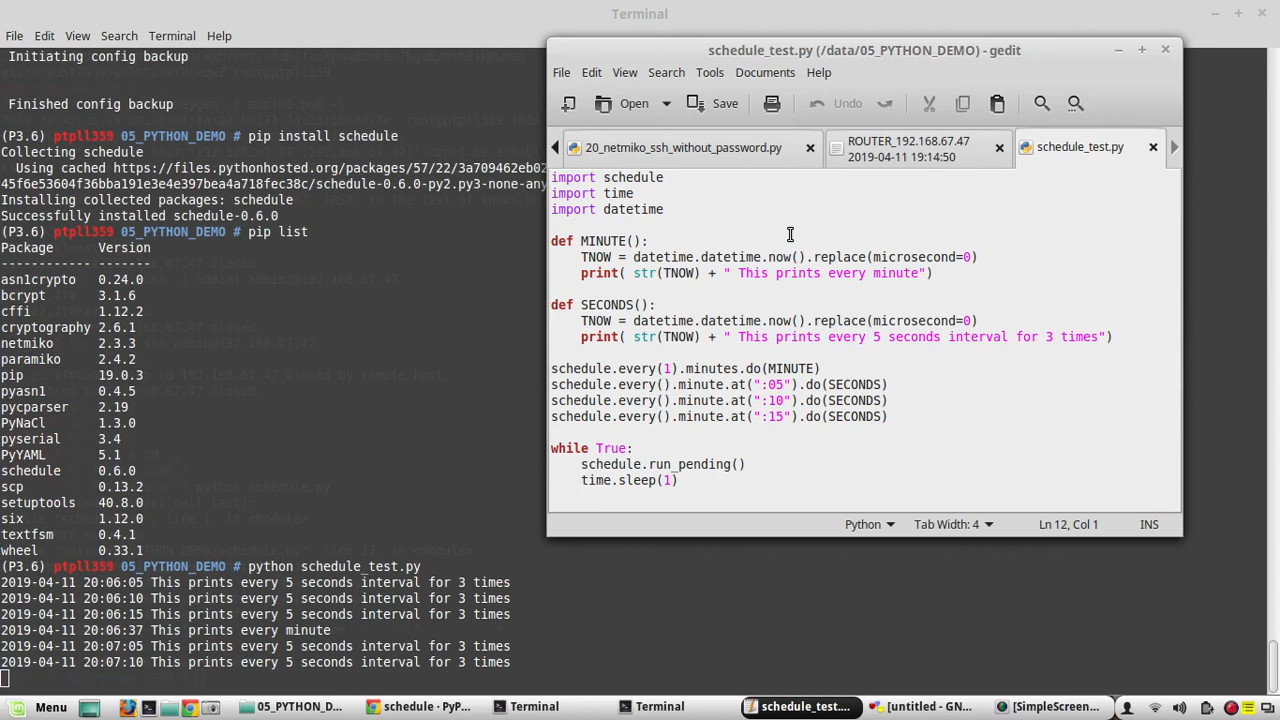 Terminal
File Edit View Search Terminal Help
Initiating config backup
Finished config backup
(P3.6) ptpll359 05_PYTHON_DEMO # pip install schedule
Collecting schedule
Using cached https://files.pythonhosted.org/packages/57/22/3a709462eb02
45f6e53604f36bba191e3e4e397bea4a718fec38c/schedule-0.6.0-py2.py3-none-any
Installing collected packages: schedule
Successfully installed schedule-0.6.0
(P3.6) ptpll359 05_PYTHON_DEMO # pip list
Package Version
------------ -------
asn1crypto 0.24.0
bcrypt 3.1.6
cffi 1.12.2
cryptography 2.6.1
netmiko 2.3.3
paramiko 2.4.2
pip 19.0.3
pyasn1 0.4.5
pycparser 2.19
PyNaCl 1.3.0
pyserial 3.4
PyYAML 5.1
schedule 0.6.0
scp 0.13.2
setuptools 40.8.0
six 1.12.0
textfsm 0.4.1
wheel 0.33.1
(P3.6) ptpll359 05_PYTHON_DEMO # python schedule_test.py
2019-04-11 20:06:05 This prints every 5 seconds interval for 3 times
2019-04-11 20:06:10 This prints every 5 seconds interval for 3 times
2019-04-11 20:06:15 This prints every 5 seconds interval for 3 times
2019-04-11 20:06:37 This prints every minute
2019-04-11 20:07:05 This prints every 5 seconds interval for 3 times
2019-04-11 20:07:10 This prints every 5 seconds interval for 3 times
schedule_test.py (/data/05_PYTHON_DEMO) - gedit
File Edit View Search Tools Documents Help
Open Save Undo
20_netmiko_ssh_without_password.py
ROUTER_192.168.67.47
2019-04-11 19:14:50
schedule_test.py
import schedule
import time
import datetime
def MINUTE():
TNOW = datetime.datetime.now().replace(microsecond=0)
print( str(TNOW) + " This prints every minute")
def SECONDS():
TNOW = datetime.datetime.now().replace(microsecond=0)
print( str(TNOW) + " This prints every 5 seconds interval for 3 times")
schedule.every(1).minutes.do(MINUTE)
schedule.every().minute.at(":05").do(SECONDS)
schedule.every().minute.at(":10").do(SECONDS)
schedule.every().minute.at(":15").do(SECONDS)
while True:
schedule.run_pending()
time.sleep(1)
Python Tab Width: 4 Ln 12, Col 1 INS
Menu 05_PYTHON_D... schedule - PyP... Terminal Terminal schedule_test.... [untitled - GN... [SimpleScreen...